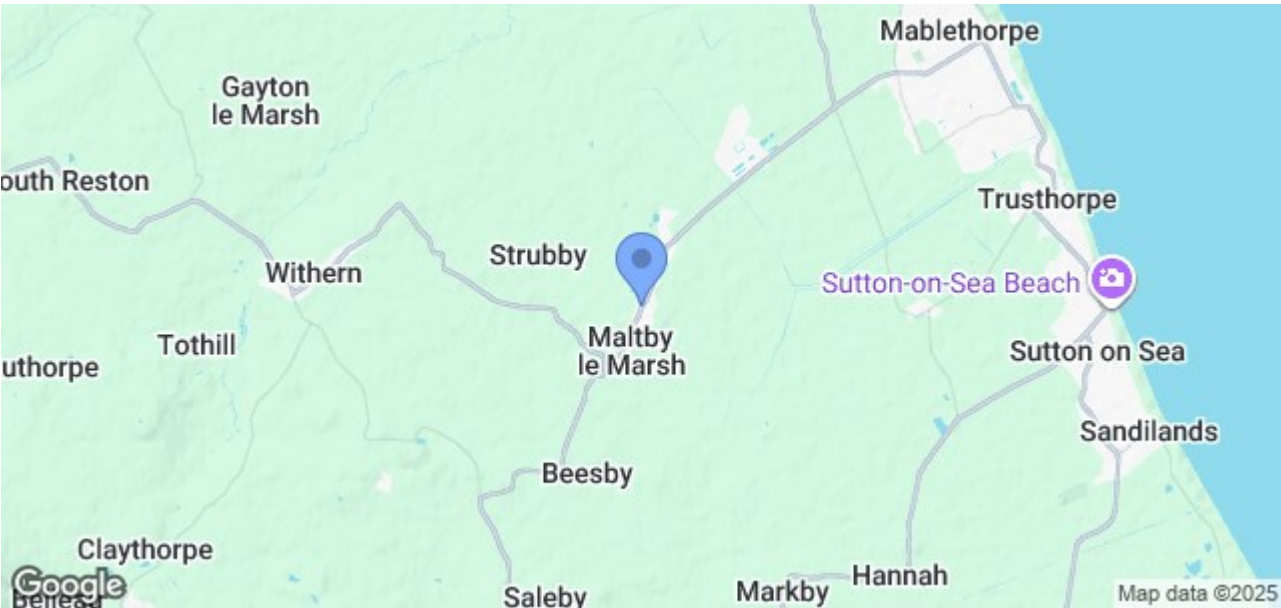 Mablethorpe
Gayton
le Marsh
outh Reston
Trusthorpe
Strubby
Withern
Sutton-on-Sea Beach
Maltby
le Marsh
Tothill
Sutton on Sea
uthorpe
Sandilands
Beesby
Claythorpe
Hannah
Google
Markby
Saleby
Map data ©2025